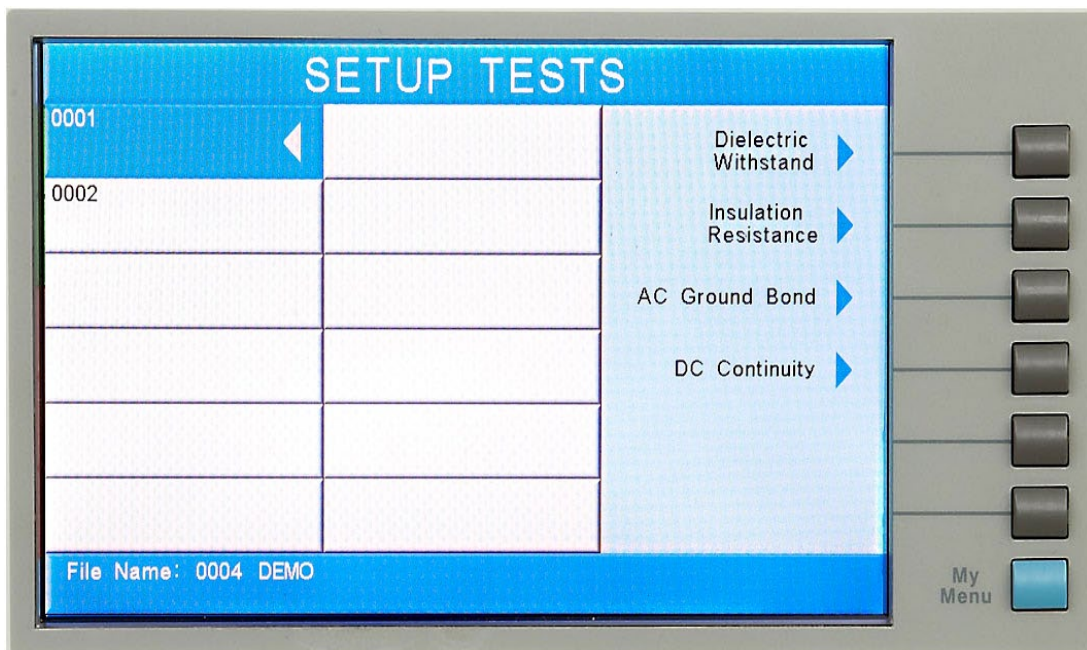 SETUP TESTS
0001
0002
Dielectric
Withstand
Insulation
Resistance
AC Ground Bond
DC Continuity
File Name: 0004 DEMO
My
Menu